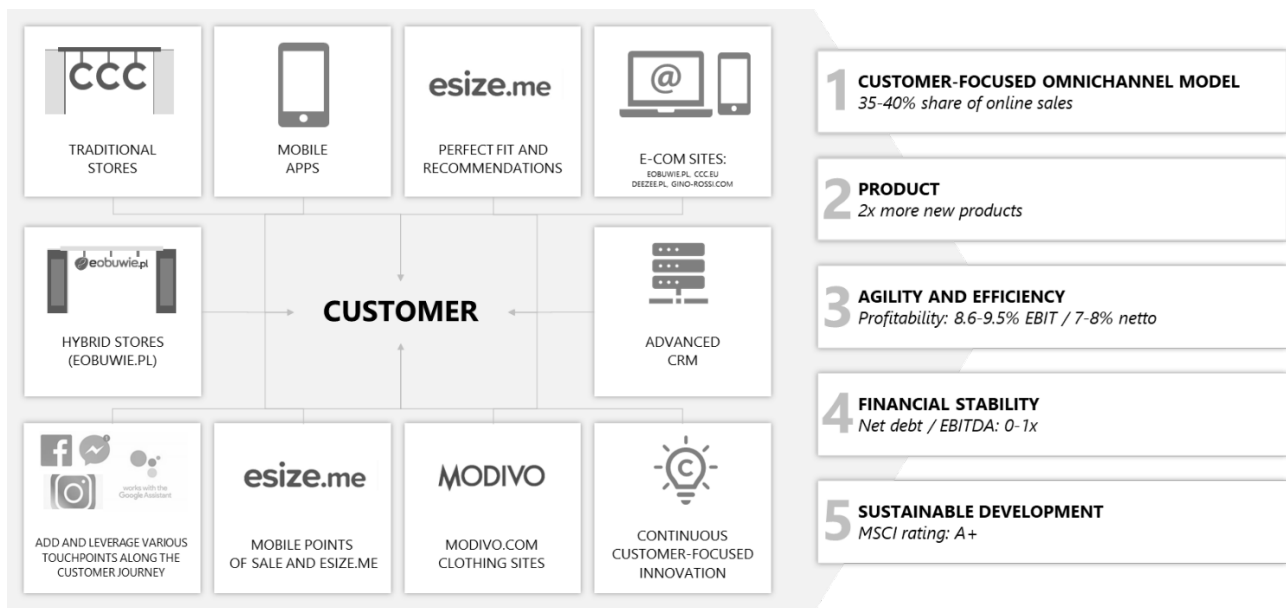 CCC
TRADITIONAL
STORES
MOBILE
APPS
esize.me
PERFECT FIT AND
RECOMMENDATIONS
@
E-COM SITES:
EOBUWIE.PL, CCC.EU
DEEZEE.PL, GINO-ROSSI.COM
eobuwie.pl
HYBRID STORES
(EOBUWIE.PL)
CUSTOMER
ADVANCED
CRM
works with the
Google Assistant
ADD AND LEVERAGE VARIOUS
TOUCHPOINTS ALONG THE
CUSTOMER JOURNEY
esize.me
MOBILE POINTS
OF SALE AND ESIZE.ME
MODIVO
MODIVO.COM
CLOTHING SITES
C
CONTINUOUS
CUSTOMER-FOCUSED
INNOVATION
1 CUSTOMER-FOCUSED OMNICHANNEL MODEL
35-40% share of online sales
2 PRODUCT
2x more new products
3 AGILITY AND EFFICIENCY
Profitability: 8.6-9.5% EBIT / 7-8% netto
4 FINANCIAL STABILITY
Net debt / EBITDA: 0-1x
5 SUSTAINABLE DEVELOPMENT
MSCI rating: A+